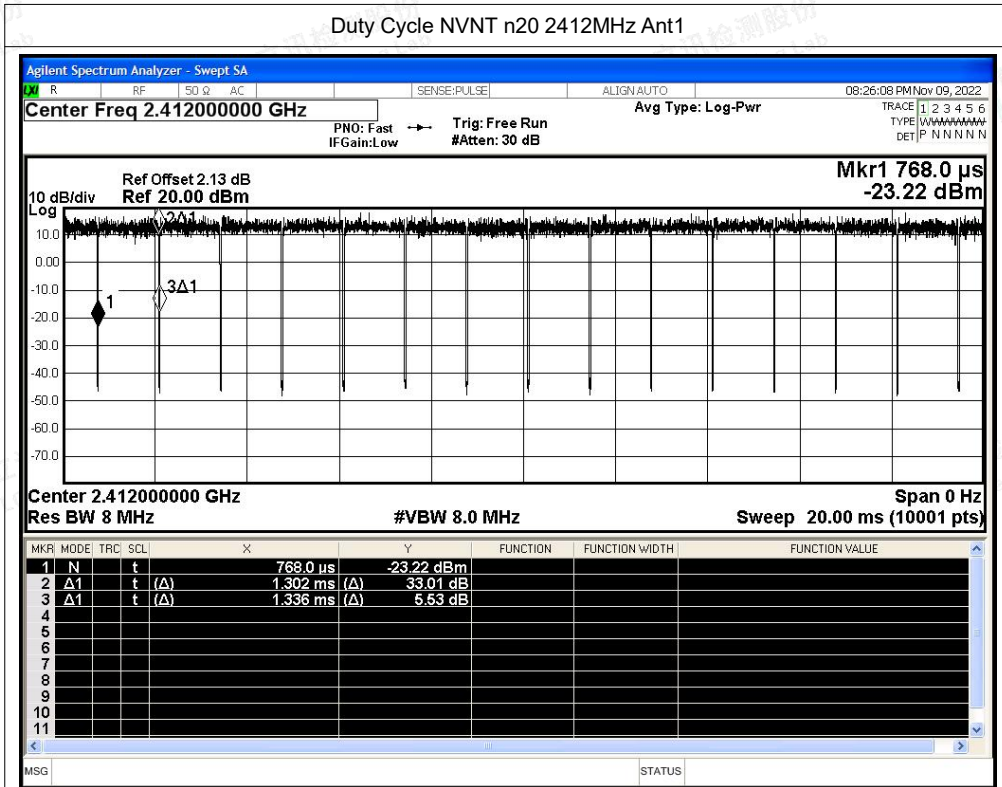 Duty Cycle NVNT n20 2412MHz Ant1
Agilent Spectrum Analyzer - Swept SA
LXI R RF 50 Ω AC SENSE:PULSE ALIGN AUTO 08:26:08 PM Nov 09, 2022
Center Freq 2.412000000 GHz Avg Type: Log-Pwr TRACE 1 2 3 4 5 6
PNO: Fast Trig: Free Run TYPE
IFGain:Low #Atten: 30 dB DET P N N N N N
Mkr1 768.0 µs
Ref Offset 2.13 dB
10 dB/div Ref 20.00 dBm -23.22 dBm
Log
2Δ1
10.0
0.00
-10.0 3Δ1
1
-20.0
-30.0
-40.0
-50.0
-60.0
-70.0
Center 2.412000000 GHz Span 0 Hz
Res BW 8 MHz #VBW 8.0 MHz Sweep 20.00 ms (10001 pts)
MKR MODE TRC SCL X Y FUNCTION FUNCTION WIDTH FUNCTION VALUE
1 N t 768.0 µs -23.22 dBm
2 Δ1 t (Δ) 1.302 ms (Δ) 33.01 dB
3 Δ1 t (Δ) 1.336 ms (Δ) 5.53 dB
4
5
6
7
8
9
10
11
MSG STATUS